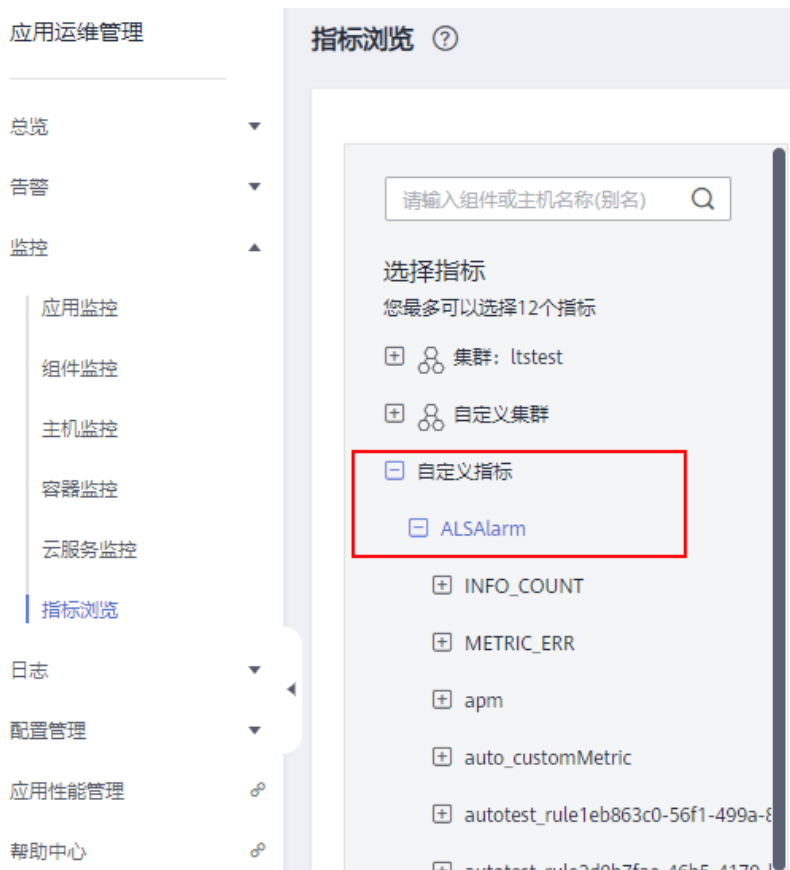 应用运维管理
总览
告警
监控
应用监控
组件监控
主机监控
容器监控
云服务监控
指标浏览
日志
配置管理
应用性能管理
帮助中心
指标浏览 ?
请输入组件或主机名称(别名)
选择指标
您最多可以选择12个指标
集群：ltstest
自定义集群
自定义指标
ALSAlarm
INFO_COUNT
METRIC_ERR
apm
auto_customMetric
autotest_rule1eb863c0-56f1-499a-8